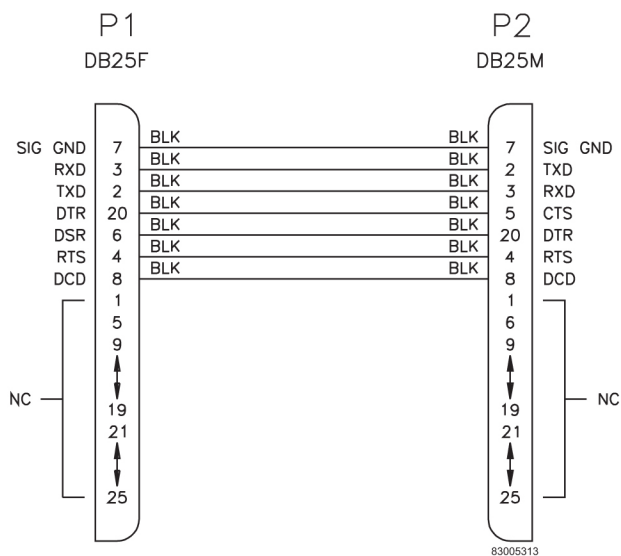 P1 P2
DB25F DB25M
SIG GND 7 BLK BLK 7 SIG GND
RXD 3 BLK BLK 2 TXD
TXD 2 BLK BLK 3 RXD
DTR 20 BLK BLK 5 CTS
DSR 6 BLK BLK 20 DTR
RTS 4 BLK BLK 4 RTS
DCD 8 BLK BLK 8 DCD
1 1
5 6
9 9
NC NC
19 19
21 21
25 25
83005313